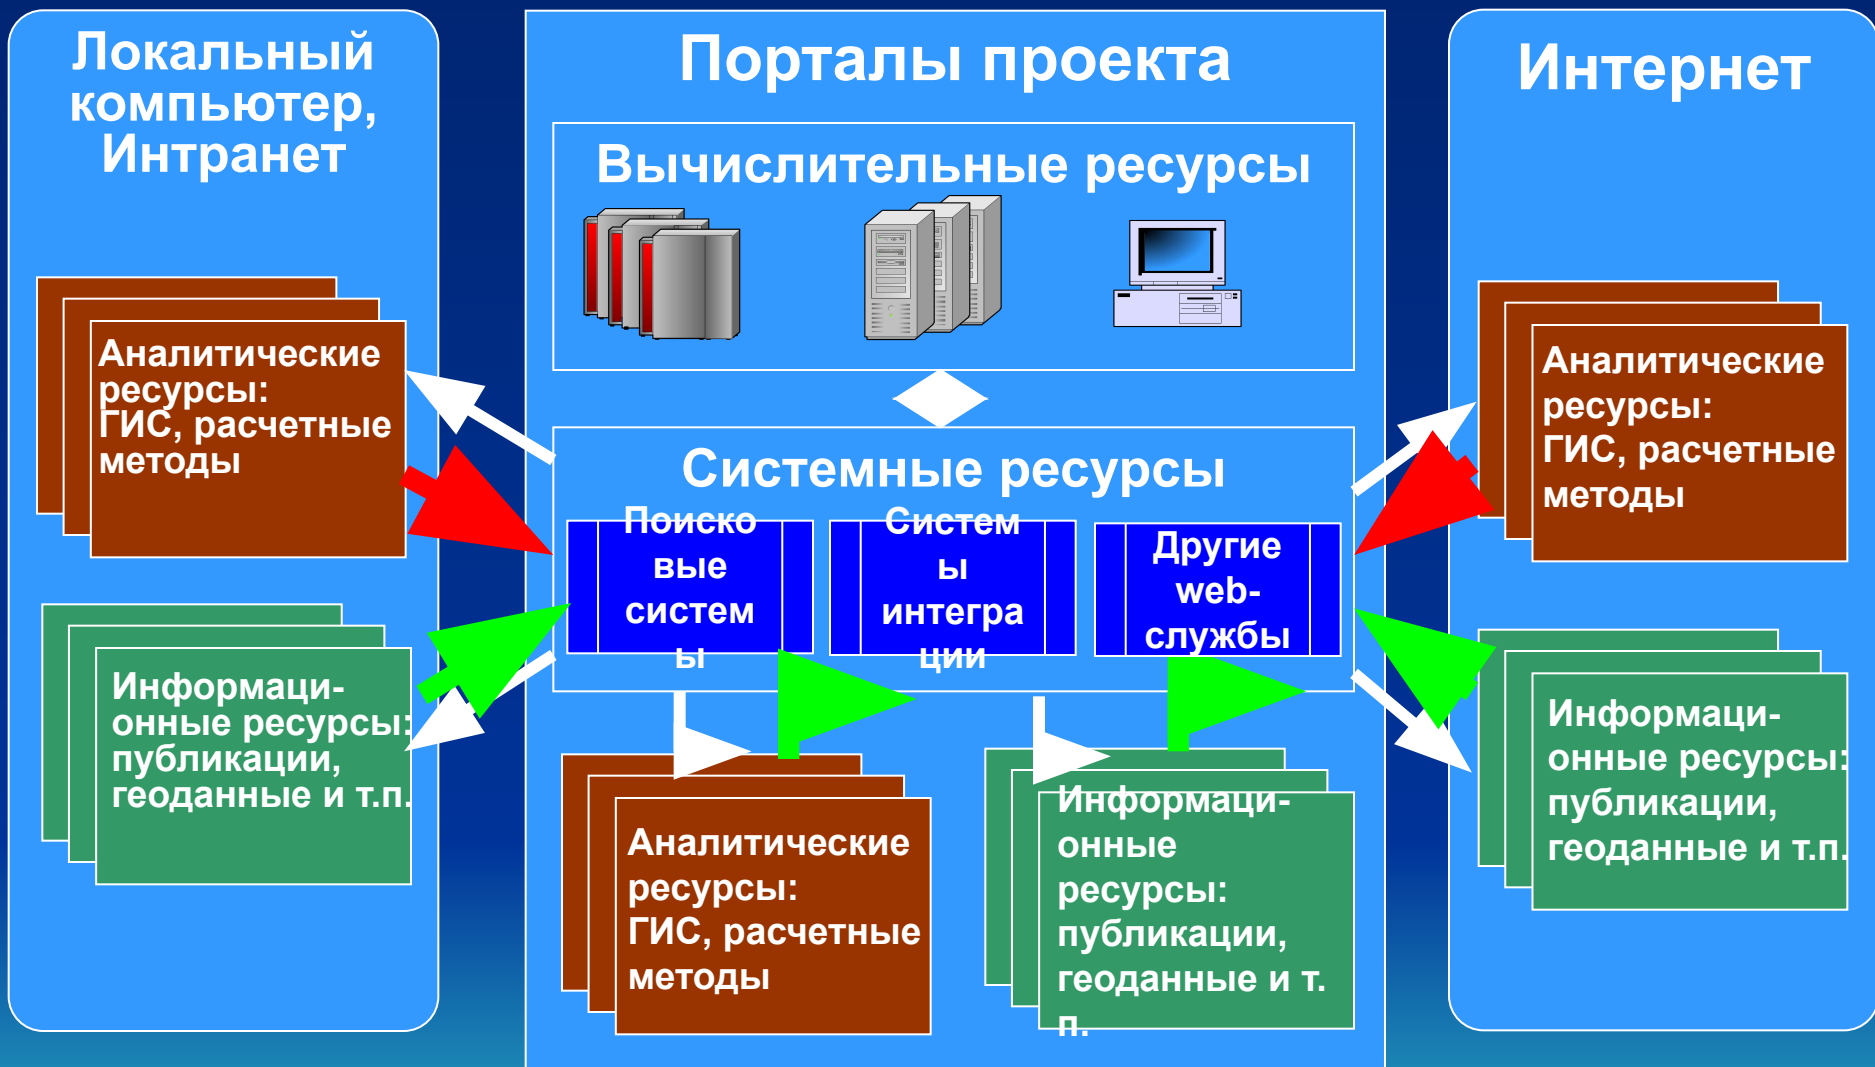 Локальный
компьютер,
Интранет
Аналитические
ресурсы:
ГИС, расчетные
методы
Информаци-
онные ресурсы:
публикации,
геоданные и т.п.
Порталы проекта
Вычислительные ресурсы
Системные ресурсы
Поиско
вые
систем
ы
Систем
ы
интегра
ции
Другие
web-
службы
Аналитические
ресурсы:
ГИС, расчетные
методы
Информаци-
онные
ресурсы:
публикации,
геоданные и т.
п.
Интернет
Аналитические
ресурсы:
ГИС, расчетные
методы
Информаци-
онные ресурсы:
публикации,
геоданные и т.п.